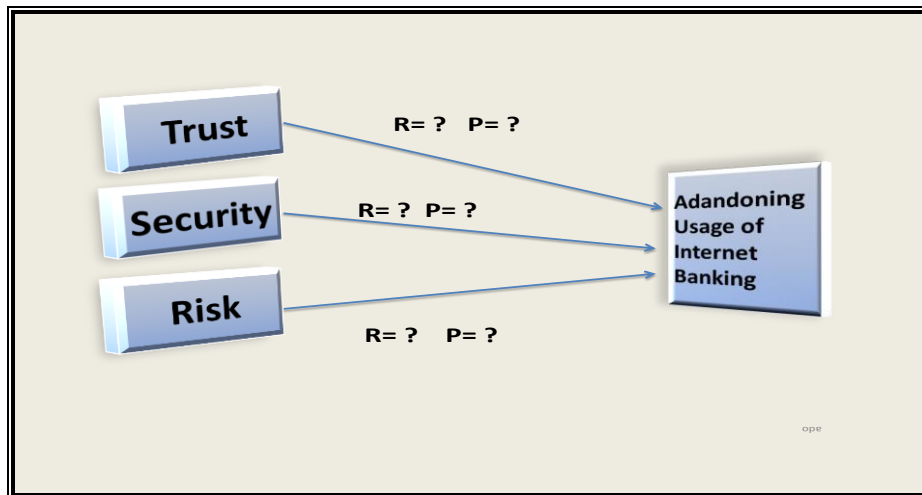 Trust
R= ? P= ?
Security
R= ? P= ?
Adandoning
Usage of
Internet
Banking
Risk
R= ? P= ?
ope